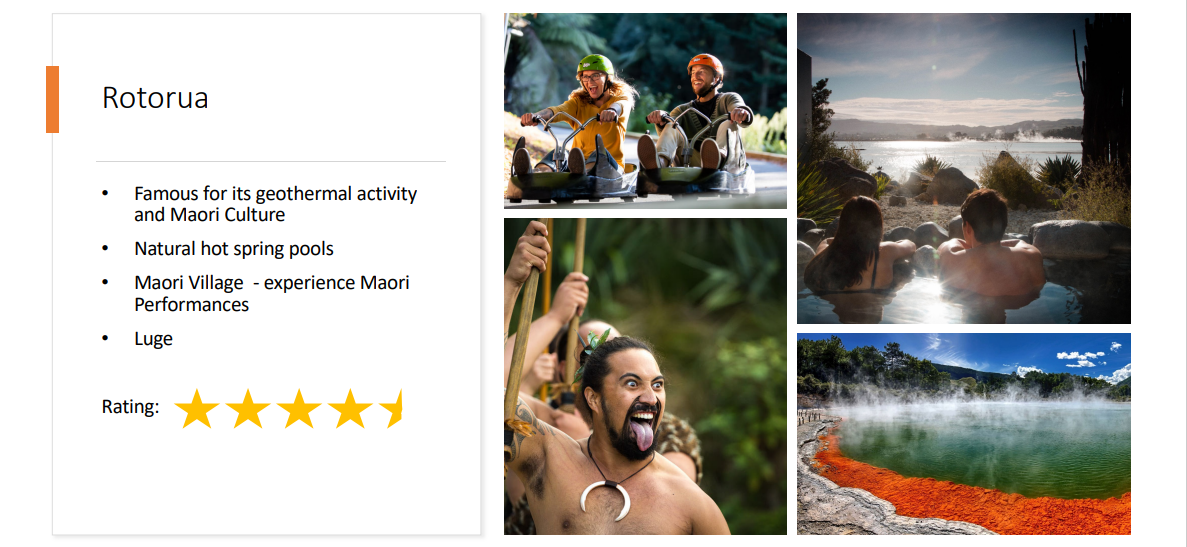 Rotorua
• Famous for its geothermal activity
and Maori Culture
• Natural hot spring pools
• Maori Village  - experience Maori
Performances
• Luge
Rating: